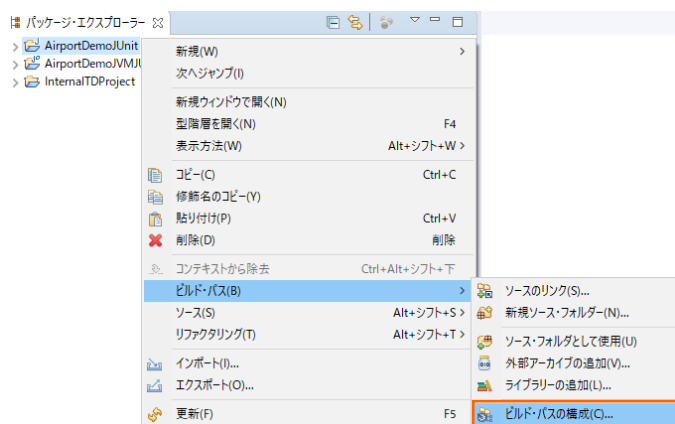 パッケージ・エクスプローラー
AirportDemoJUnit
AirportDemoJVMJU
InternalTDProject
新規(W)
次へジャンプ(I)
新規ウィンドウで開く(N)
型階層を開く(N) F4
表示方法(W) Alt+シフト+W
コピー(C) Ctrl+C
修飾名のコピー(Y)
貼り付け(P) Ctrl+V
削除(D) 削除
コンテキストから除去 Ctrl+Alt+シフト+下
ビルド・パス(B)
ソース(S) Alt+シフト+S
リファクタリング(T) Alt+シフト+T
インポート(I)...
エクスポート(O)...
更新(F) F5
ソースのリンク(S)...
新規ソース・フォルダー(N)...
ソース・フォルダとして使用(U)
外部アーカイブの追加(V)...
ライブラリーの追加(L)...
ビルド・パスの構成(C)...